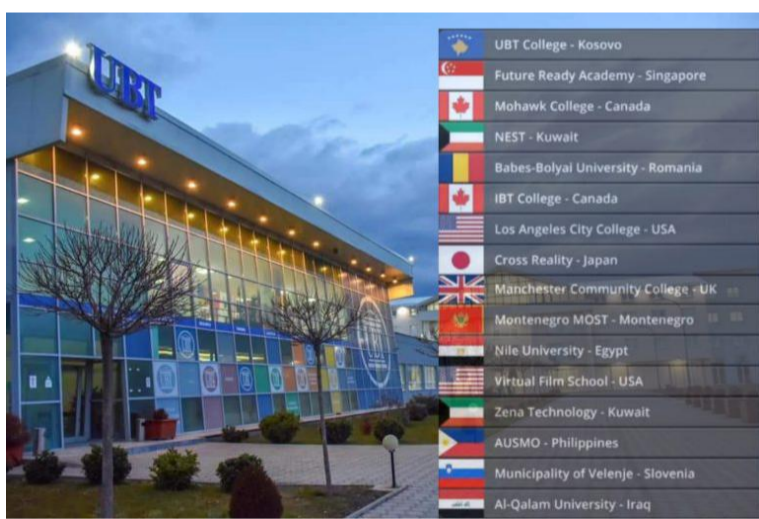 UBT
UBT College - Kosovo
Future Ready Academy - Singapore
Mohawk College - Canada
NEST - Kuwait
Babes-Bolyai University - Romania
IBT College - Canada
Los Angeles City College - USA
Cross Reality - Japan
Manchester Community College - UK
Montenegro MOST - Montenegro
Nile University - Egypt
Virtual Film School - USA
Zena Technology - Kuwait
AUSMO - Philippines
Municipality of Velenje - Slovenia
Al-Qalam University - Iraq
UBT